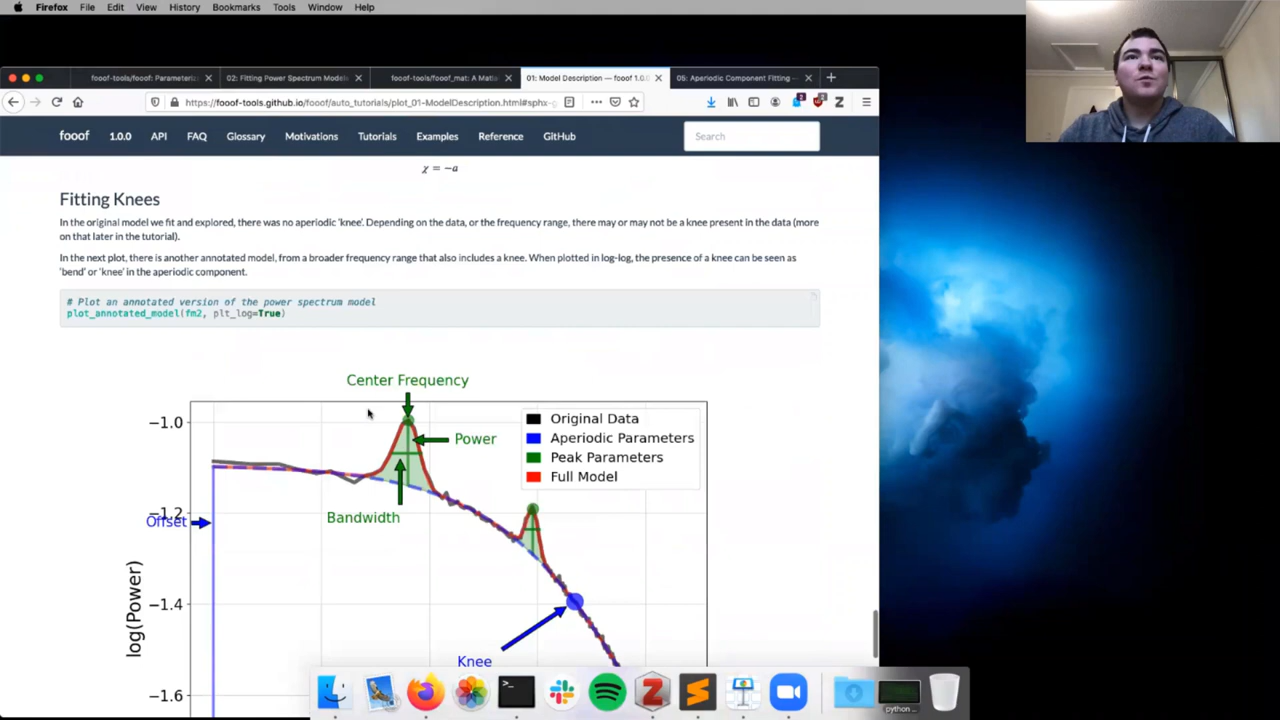 Firefox File Edit View History Bookmarks Tools Window Help
fooof-tools/fooof: Parameteriz 02: Fitting Power Spectrum Models fooof-tools/fooof_mat: A Matla 01: Model Description — fooof 1.0.0 05: Aperiodic Component Fitting —
https://fooof-tools.github.io/fooof/auto_tutorials/plot_01-ModelDescription.html#sphx-g
fooof 1.0.0 API FAQ Glossary Motivations Tutorials Examples Reference GitHub Search
χ = −a
Fitting Knees
In the original model we fit and explored, there was no aperiodic 'knee'. Depending on the data, or the frequency range, there may or may not be a knee present in the data (more
on that later in the tutorial).
In the next plot, there is another annotated model, from a broader frequency range that also includes a knee. When plotted in log-log, the presence of a knee can be seen as
'bend' or 'knee' in the aperiodic component.
# Plot an annotated version of the power spectrum model
plot_annotated_model(fm2, plt_log=True)
Center Frequency
−1.0
Original Data
Power
Aperiodic Parameters
Peak Parameters
Full Model
Bandwidth
−1.2
Offset
log(Power)
−1.4
Knee
−1.6
python ...